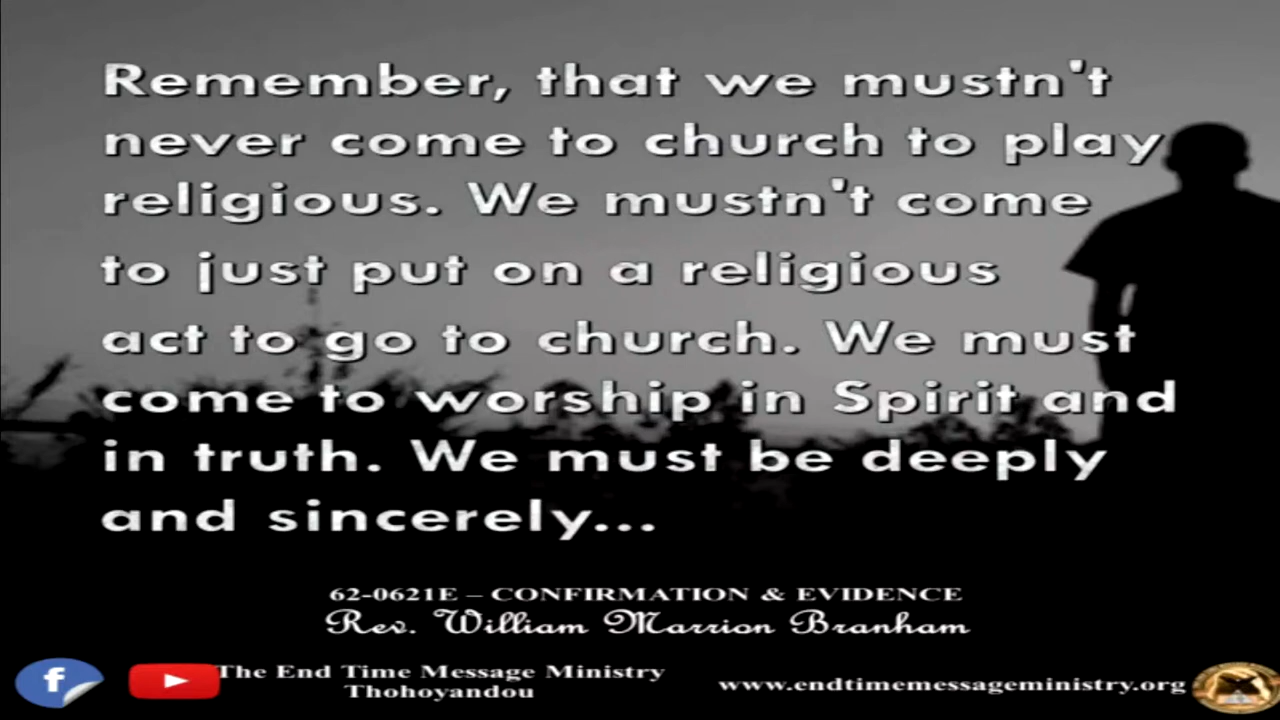 Remember, that we mustn't
never come to church to play
religious. We mustn't come
to just put on a religious
act to go to church. We must
come to worship in Spirit and
in truth. We must be deeply
and sincerely...
62-0621E – CONFIRMATION & EVIDENCE
Rev. William Marrion Branham
The End Time Message Ministry
Thohoyandou
www.endtimemessageministry.org